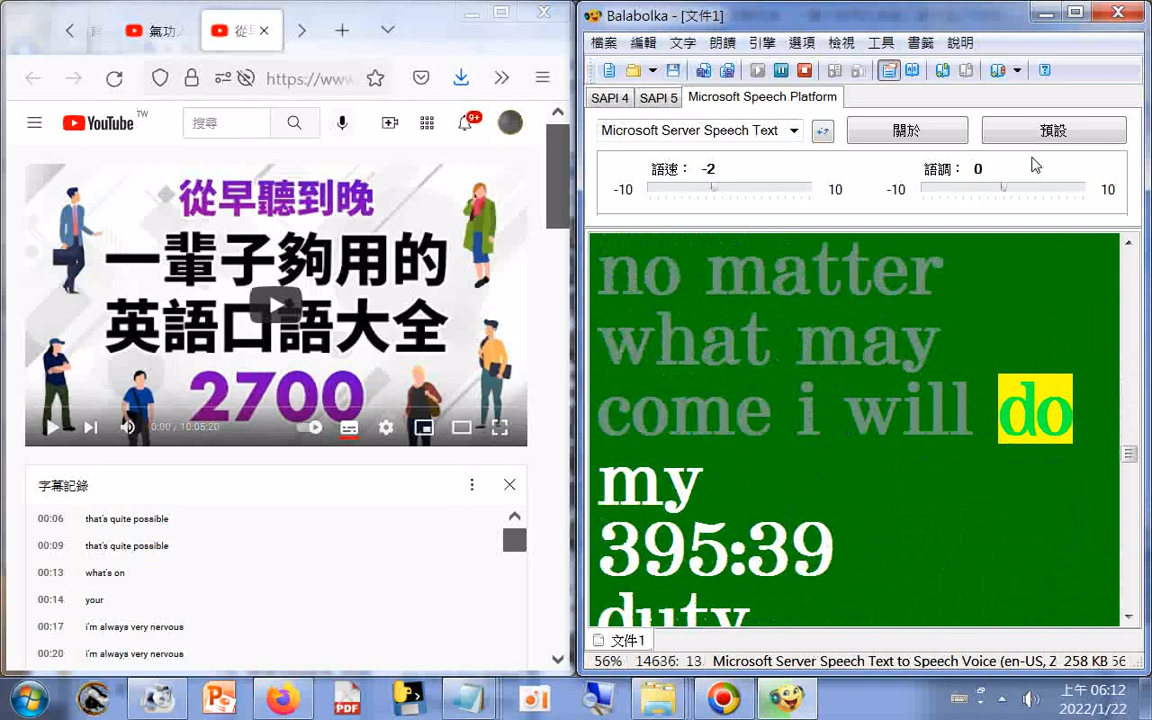 氣功
從
https://www
YouTube TW
搜尋
9+
從早聽到晚
一輩子夠用的
英語口語大全
2700
0:00 / 10:05:20
字幕記錄
00:06 that's quite possible
00:09 that's quite possible
00:13 what's on
00:14 your
00:17 i'm always very nervous
00:20 i'm always very nervous
Balabolka - [文件1]
檔案 編輯 文字 朗讀 引擎 選項 檢視 工具 書籤 說明
SAPI 4 SAPI 5 Microsoft Speech Platform
Microsoft Server Speech Text 關於 預設
語速： -2 語調： 0
-10 10 -10 10
no matter
what may
come i will do
my
395:39
duty
文件1
56% 14636: 13 Microsoft Server Speech Text to Speech Voice (en-US, 2 258 KB 56
PDF
上午 06:12
2022/1/22